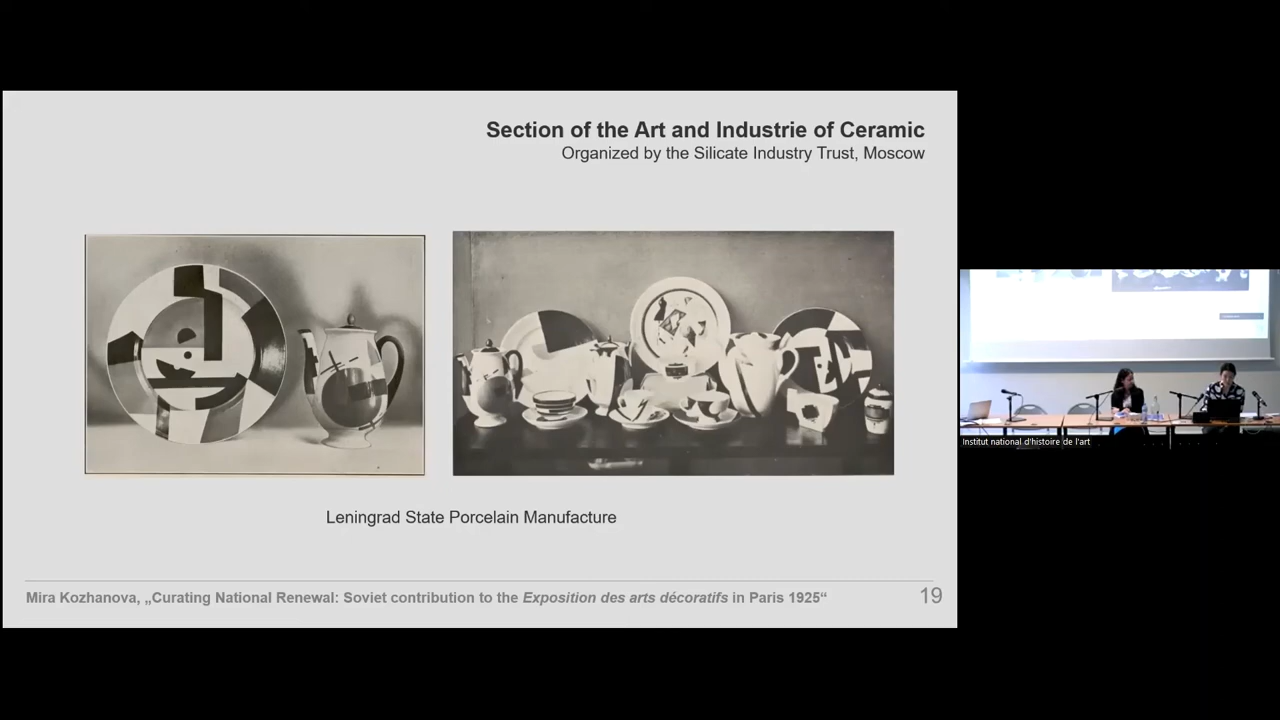 Section of the Art and Industrie of Ceramic
Organized by the Silicate Industry Trust, Moscow
Leningrad State Porcelain Manufacture
Mira Kozhanova, „Curating National Renewal: Soviet contribution to the Exposition des arts décoratifs in Paris 1925“
19
Institut national d'histoire de l'art